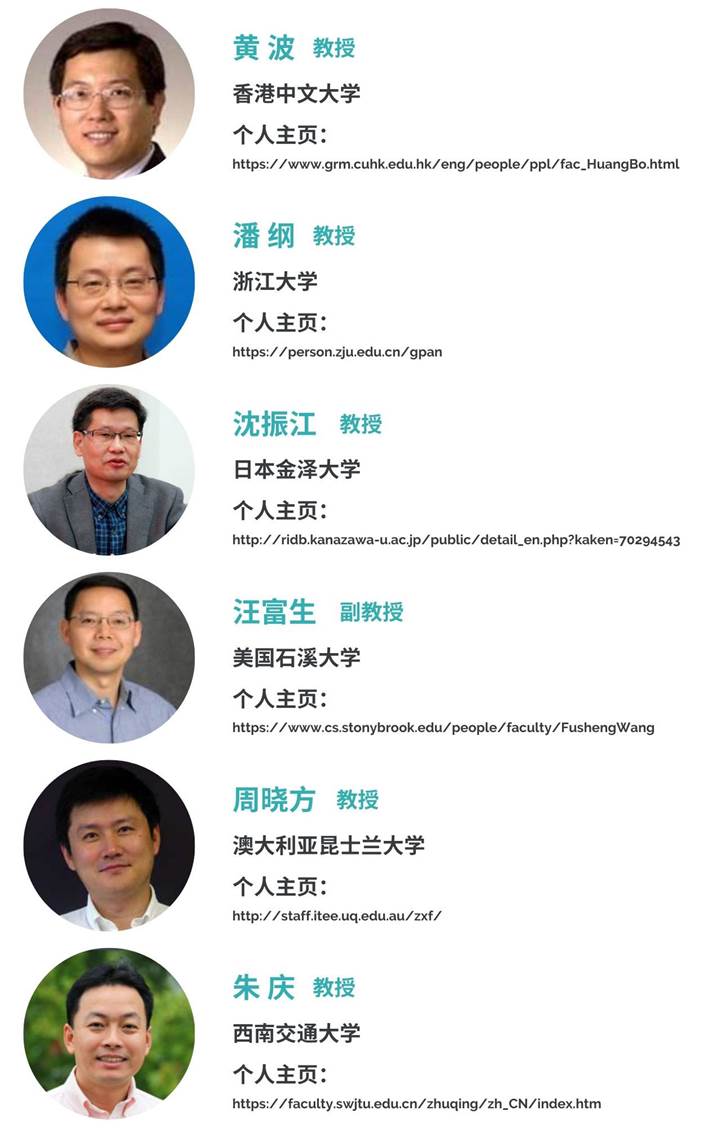 黄 波 教授
香港中文大学
个人主页：
https://www.grm.cuhk.edu.hk/eng/people/ppl/fac_HuangBo.html
潘 纲 教授
浙江大学
个人主页：
https://person.zju.edu.cn/gpan
沈振江 教授
日本金泽大学
个人主页：
http://ridb.kanazawa-u.ac.jp/public/detail_en.php?kaken=70294543
汪富生 副教授
美国石溪大学
个人主页：
https://www.cs.stonybrook.edu/people/faculty/FushengWang
周晓方 教授
澳大利亚昆士兰大学
个人主页：
http://staff.itee.uq.edu.au/zxf/
朱 庆 教授
西南交通大学
个人主页：
https://faculty.swjtu.edu.cn/zhuqing/zh_CN/index.htm